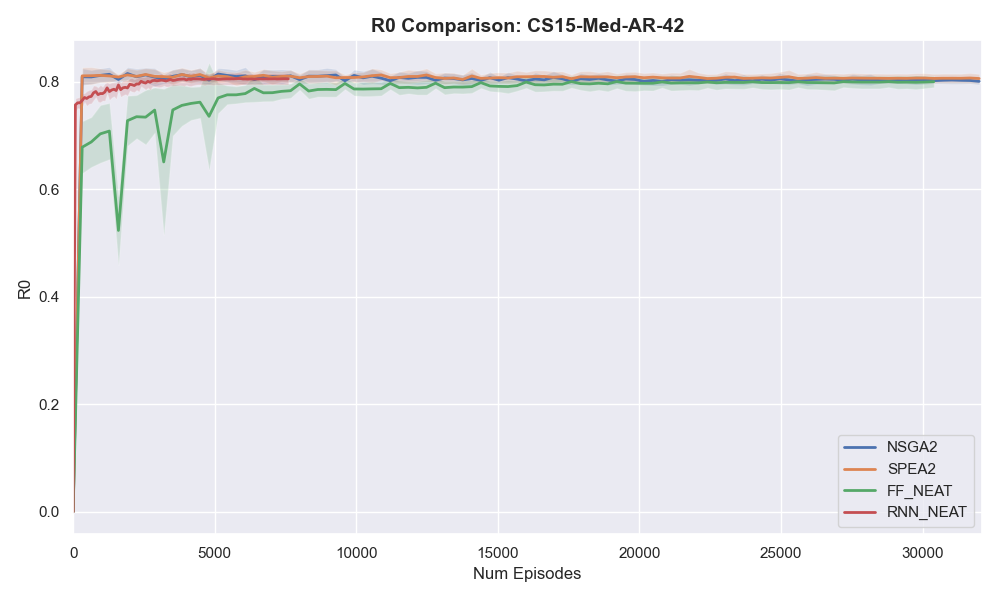 R0 Comparison: CS15-Med-AR-42
R0
0.8
0.6
0.4
0.2
0.0
0 5000 10000 15000 20000 25000 30000
Num Episodes
NSGA2
SPEA2
FF_NEAT
RNN_NEAT